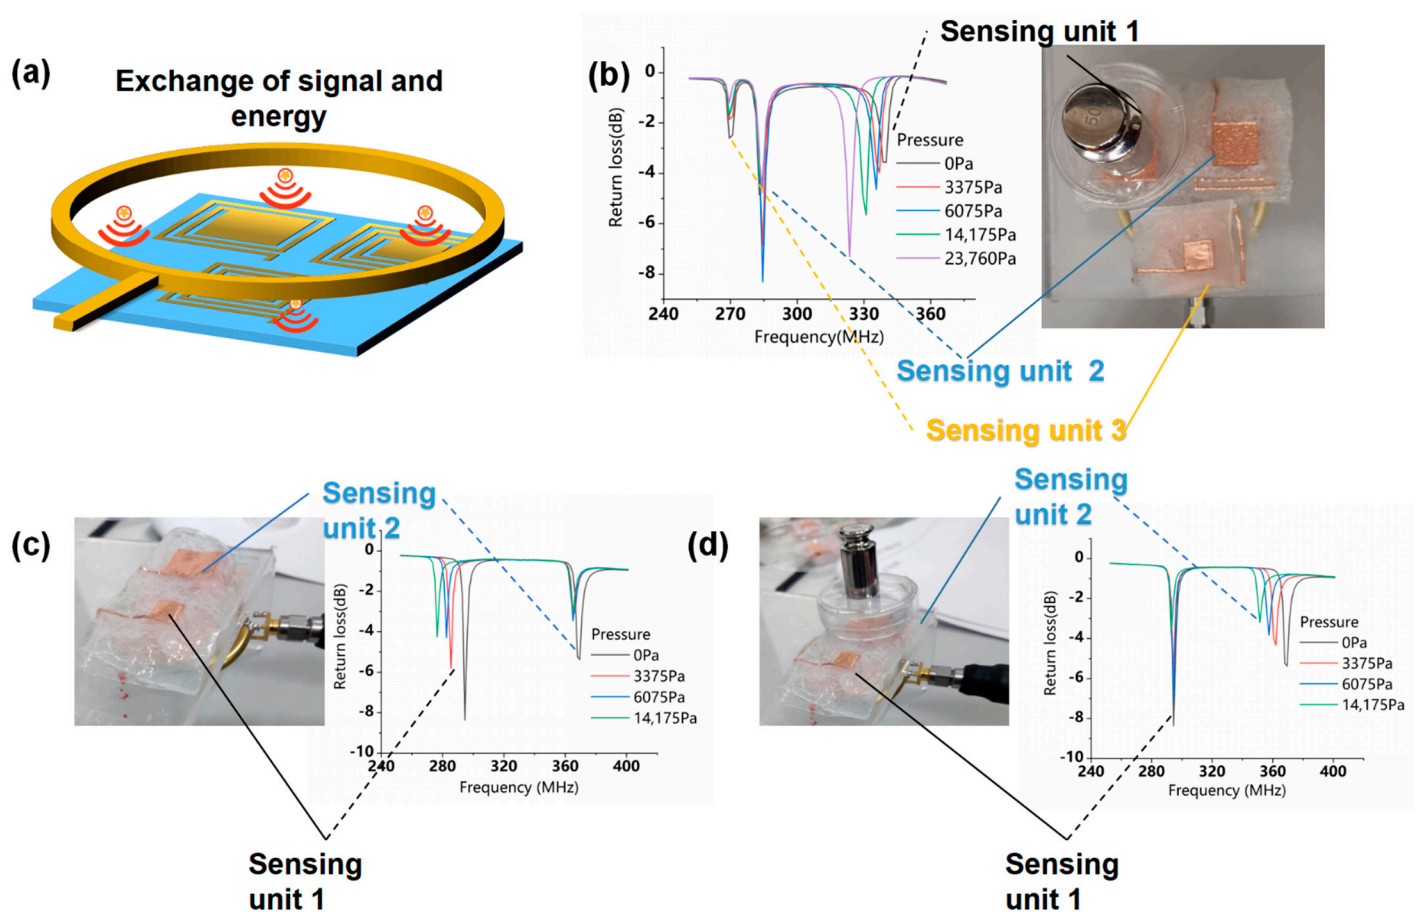 (a)
Exchange of signal and
energy
(b)
Sensing unit 1
Return loss(dB)
0
-2
-4
-6
-8
240
270
300
330
360
Frequency(MHz)
Pressure
0Pa
3375Pa
6075Pa
14,175Pa
23,760Pa
50
Sensing unit 2
Sensing unit 3
(c)
Sensing
unit 2
Return loss(dB)
0
-2
-4
-6
-8
-10
240
280
320
360
400
Frequency (MHz)
Pressure
0Pa
3375Pa
6075Pa
14,175Pa
Sensing
unit 1
(d)
Sensing
unit 2
Return loss(dB)
0
-2
-4
-6
-8
-10
240
280
320
360
400
Frequency (MHz)
Pressure
0Pa
3375Pa
6075Pa
14,175Pa
Sensing
unit 1